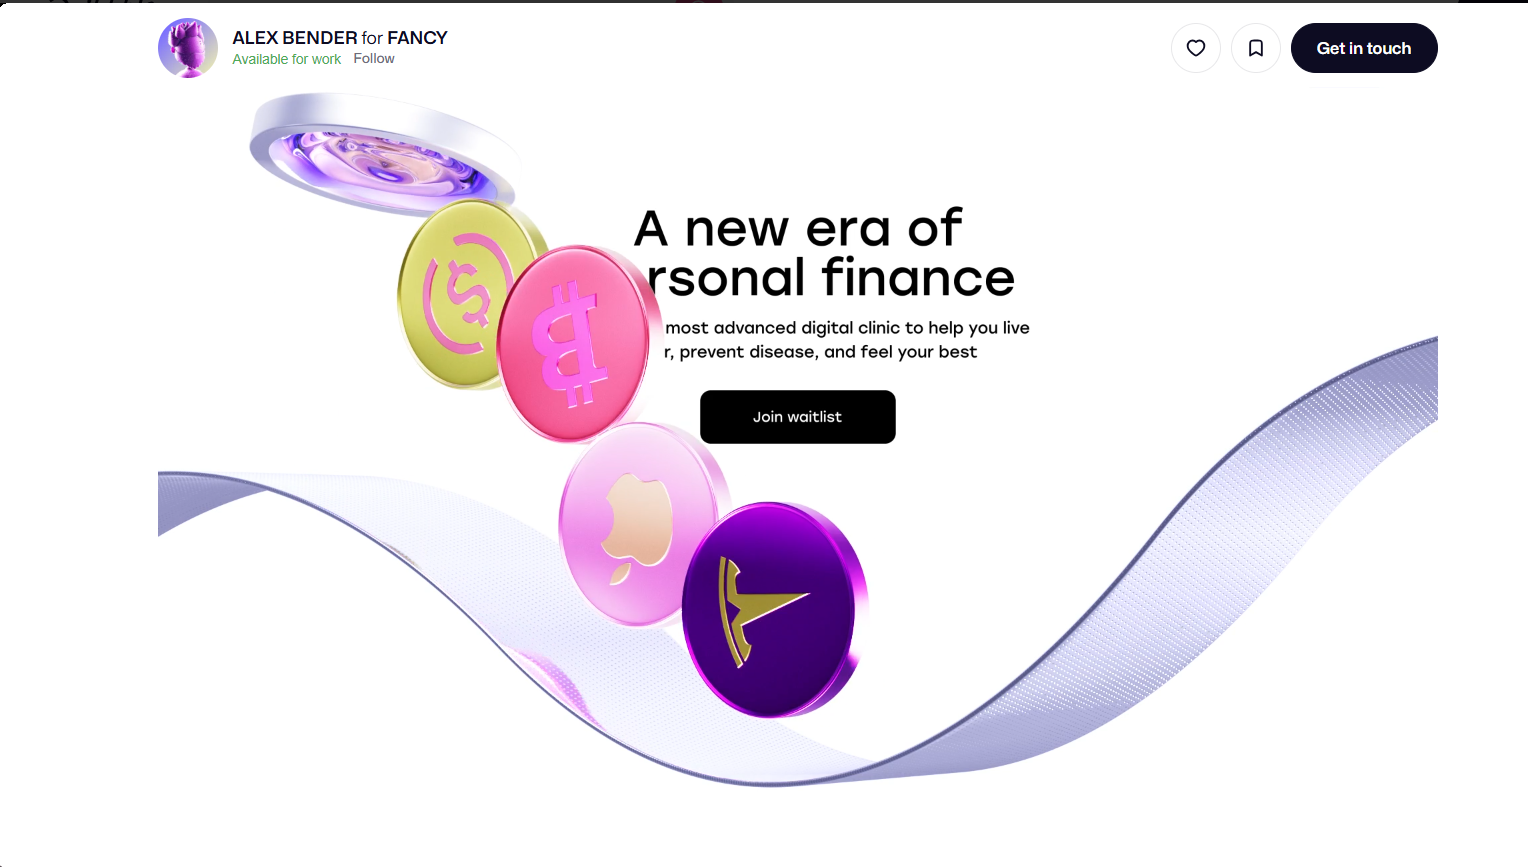 ALEX BENDER for FANCY
Available for work Follow
Get in touch
A new era of
rsonal finance
most advanced digital clinic to help you live
r, prevent disease, and feel your best
Join waitlist